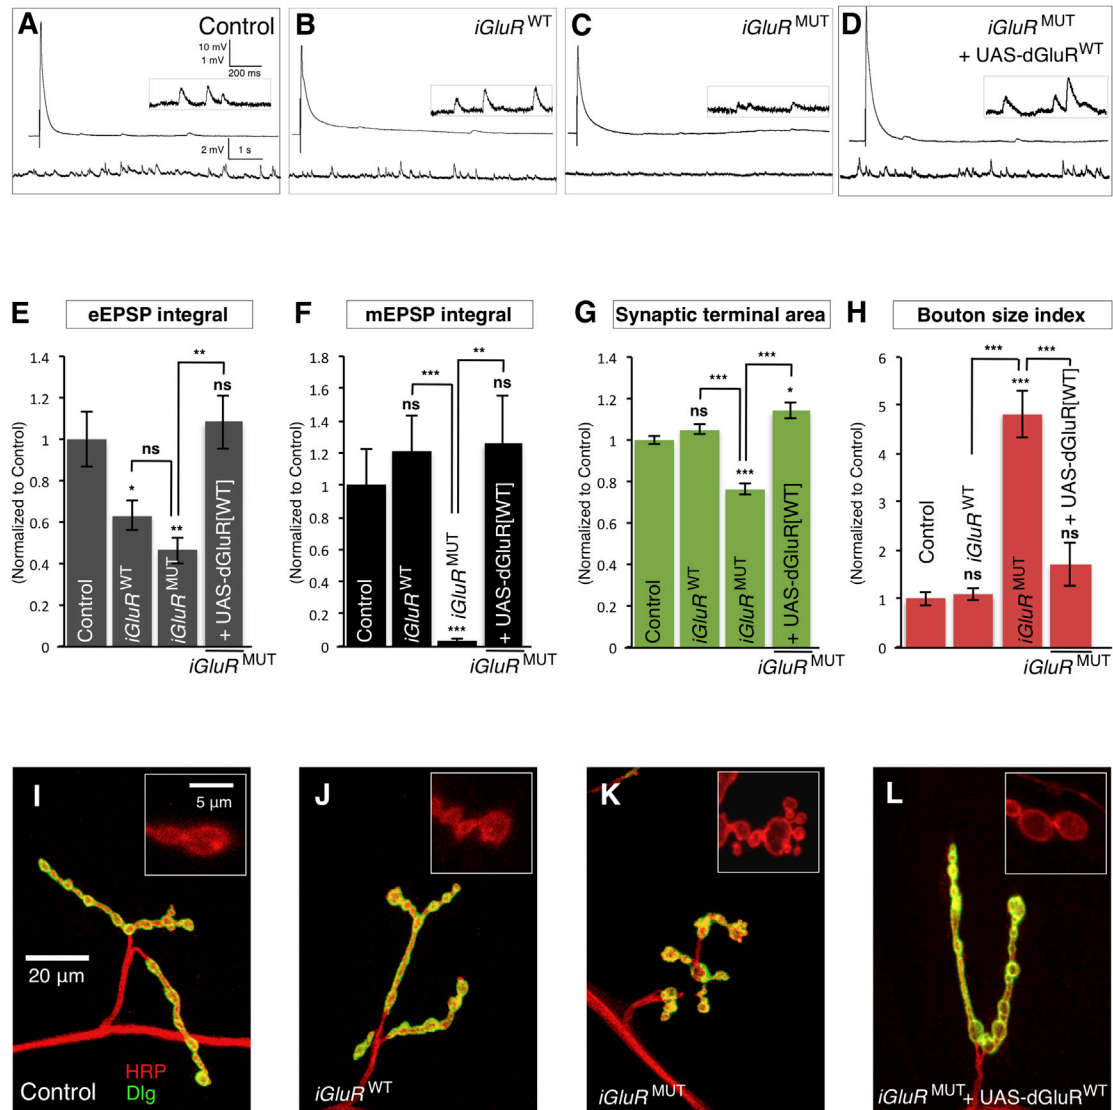 A Control
10 mV
1 mV
200 ms
2 mV 1 s
B iGluR WT
C iGluR MUT
D iGluR MUT
+ UAS-dGluR WT
E eEPSP integral
(Normalized to Control)
1.4
1.2
1
0.8
0.6
0.4
0.2
0
**
ns
ns
*
**
Control
iGluR WT
iGluR MUT
+ UAS-dGluR[WT]
iGluR MUT
F mEPSP integral
(Normalized to Control)
1.8
1.6
1.4
1.2
1
0.8
0.6
0.4
0.2
0
**
***
ns
ns
***
Control
iGluR WT
iGluR MUT
+ UAS-dGluR[WT]
iGluR MUT
G Synaptic terminal area
(Normalized to Control)
1.4
1.2
1
0.8
0.6
0.4
0.2
0
***
***
ns
*
***
Control
iGluR WT
iGluR MUT
+ UAS-dGluR[WT]
iGluR MUT
H Bouton size index
(Normalized to Control)
6
5
4
3
2
1
0
*** ***
***
ns
ns
Control
iGluR WT
iGluR MUT
+ UAS-dGluR[WT]
iGluR MUT
I
5 µm
20 µm
HRP
Dlg
Control
J
iGluR WT
K
iGluR MUT
L
iGluR MUT + UAS-dGluR WT